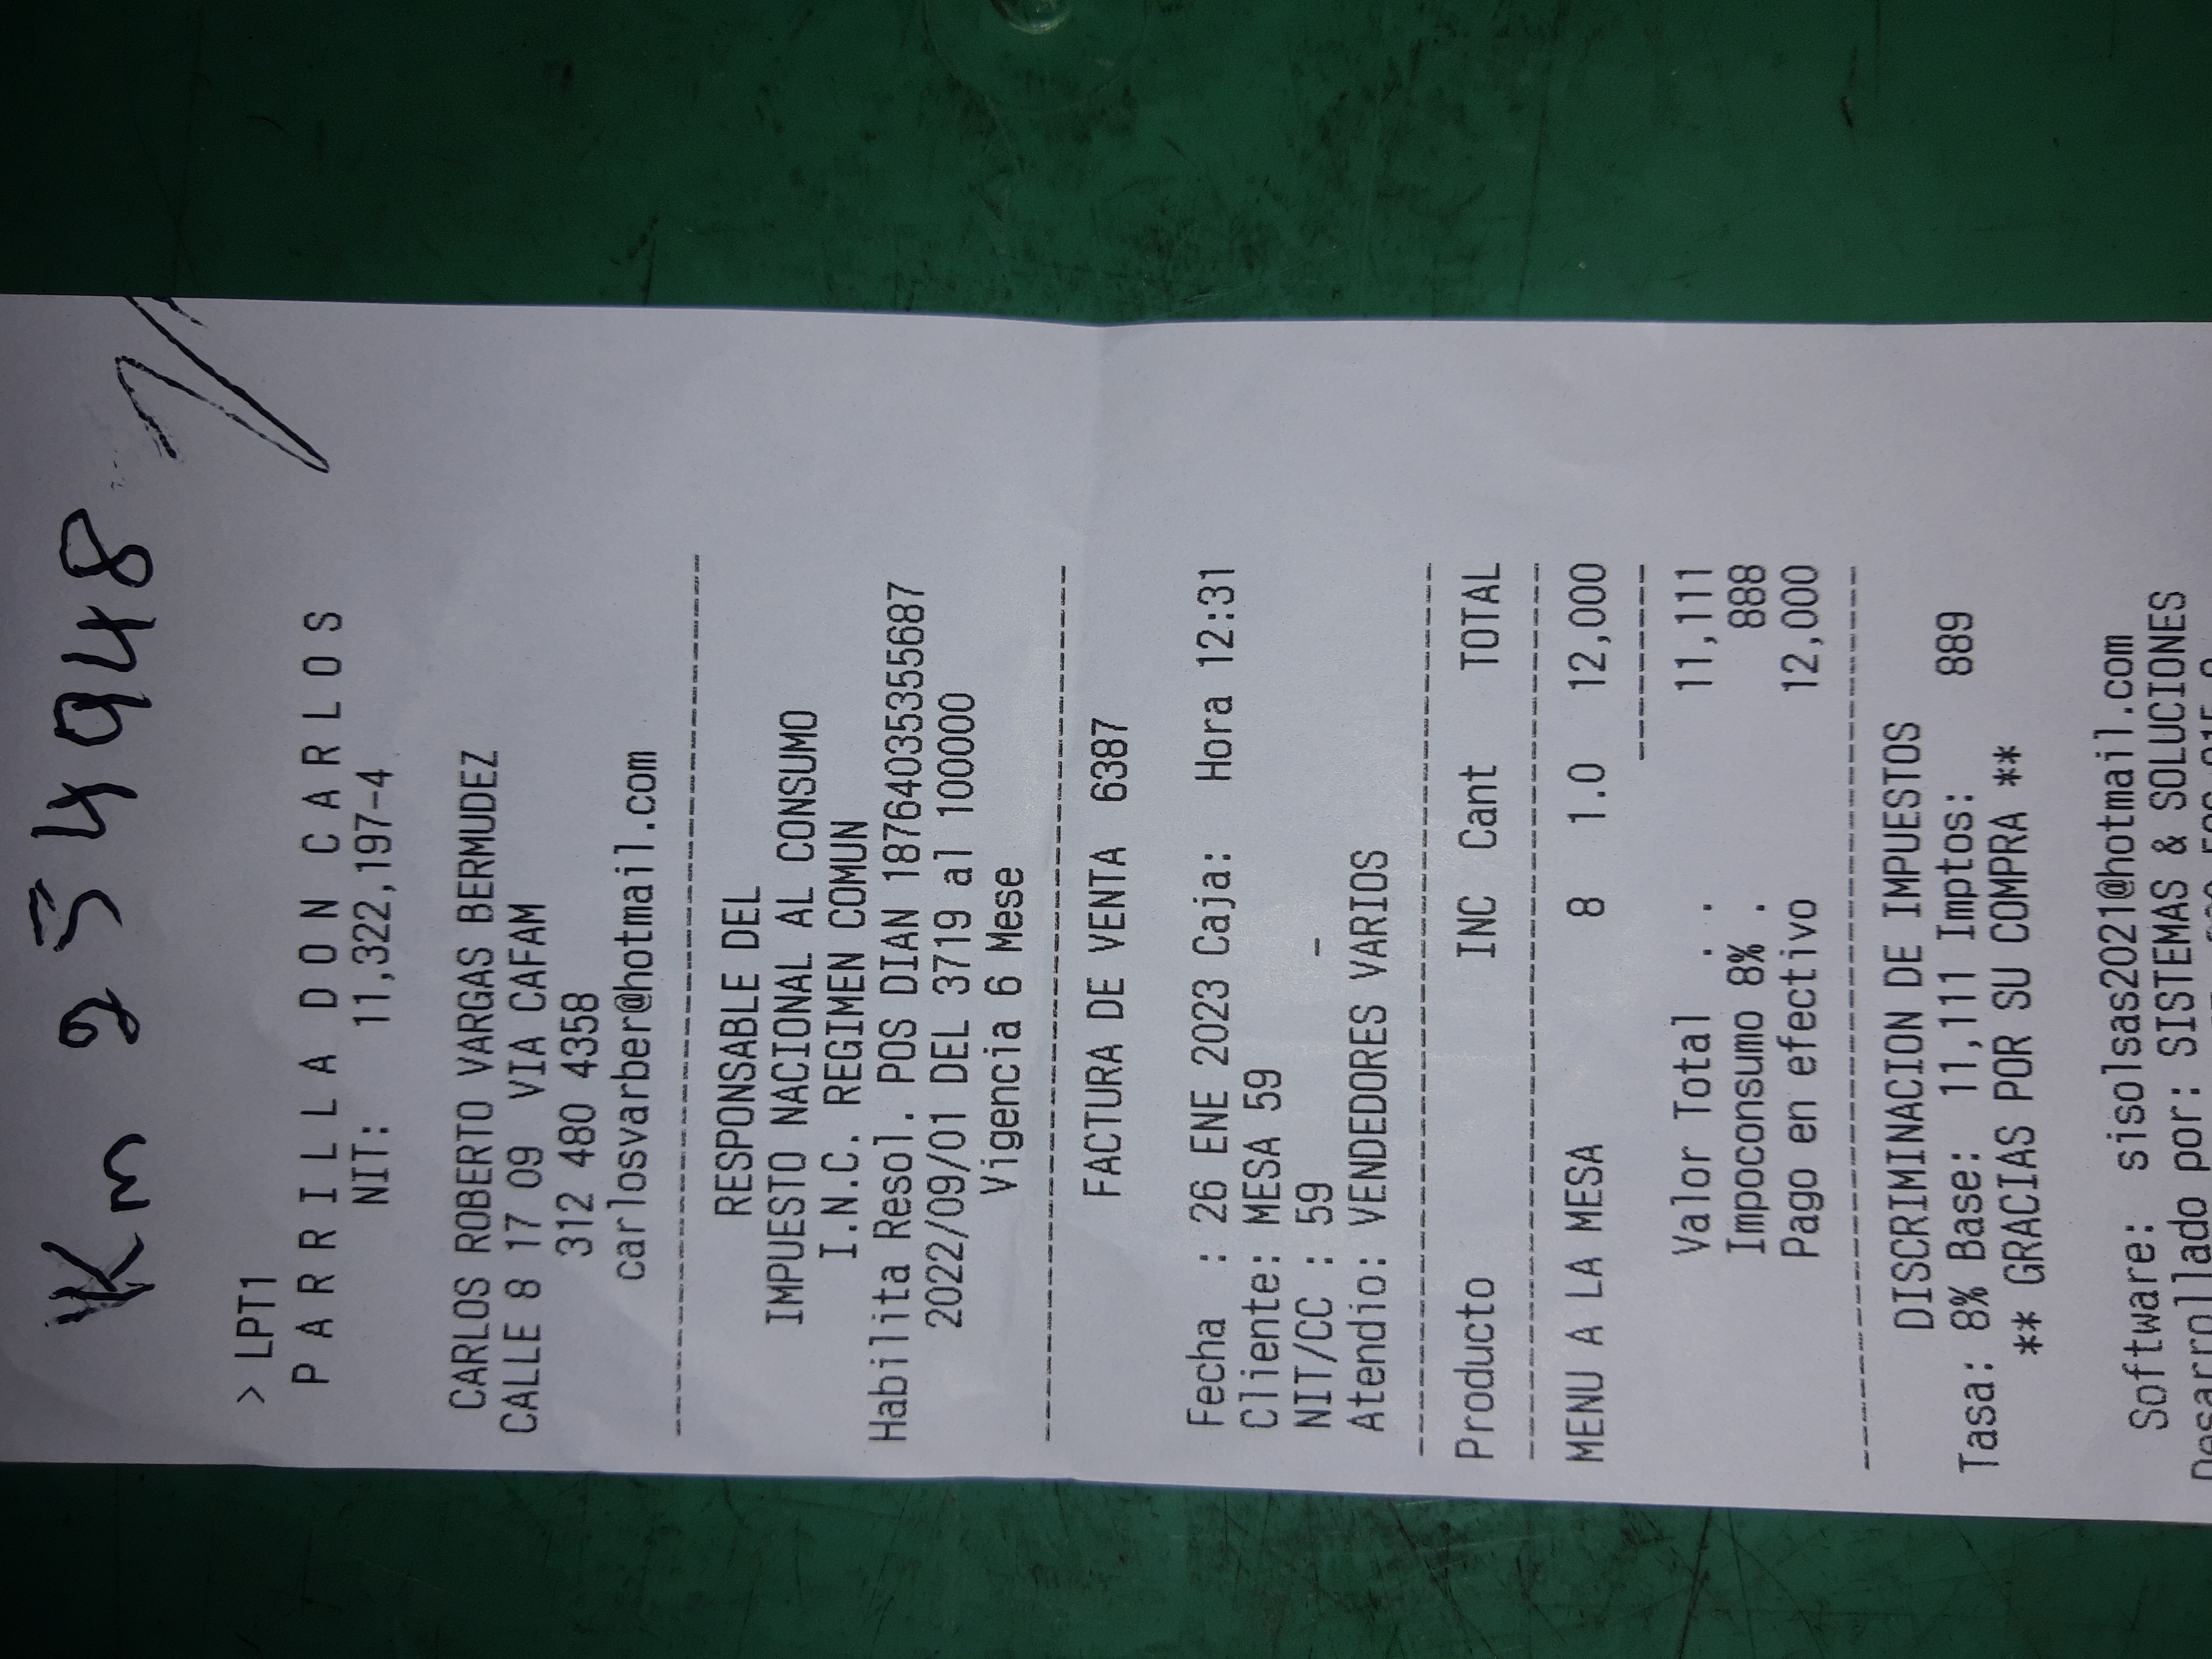 Km 254948
> LPT1
P A R R I L L A  D O N  C A R L O S
NIT: 11,322,197-4
CARLOS ROBERTO VARGAS BERMUDEZ
CALLE 8 17 09 VIA CAFAM
312 480 4358
carlosvarber@hotmail.com
RESPONSABLE DEL
IMPUESTO NACIONAL AL CONSUMO
I.N.C. REGIMEN COMUN
Habilita Resol. POS DIAN 18764035355687
2022/09/01 DEL 3719 al 100000
Vigencia 6 Mese
FACTURA DE VENTA 6387
Fecha : 26 ENE 2023 Caja: Hora 12:31
Cliente: MESA 59
NIT/CC : 59 -
Atendio: VENDEDORES VARIOS
Producto INC Cant TOTAL
MENU A LA MESA 8 1.0 12,000
Valor Total . : 11,111
Impoconsumo 8% . 888
Pago en efectivo 12,000
DISCRIMINACION DE IMPUESTOS
Tasa: 8% Base: 11,111 Imptos: 889
** GRACIAS POR SU COMPRA **
Software: sisolsas2021@hotmail.com
Desarrollado por: SISTEMAS & SOLUCIONES